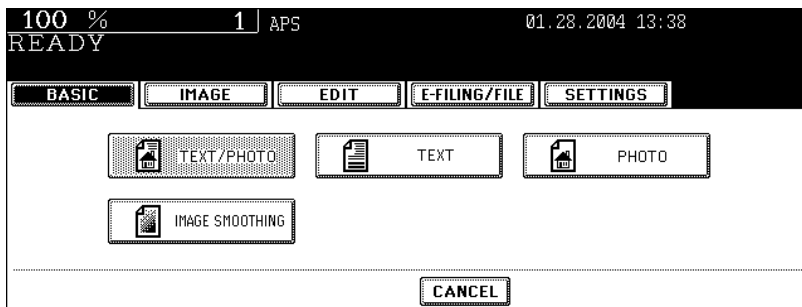 100 % 1 APS 01.28.2004 13:38
READY
BASIC IMAGE EDIT E-FILING/FILE SETTINGS
TEXT/PHOTO TEXT PHOTO
IMAGE SMOOTHING
CANCEL